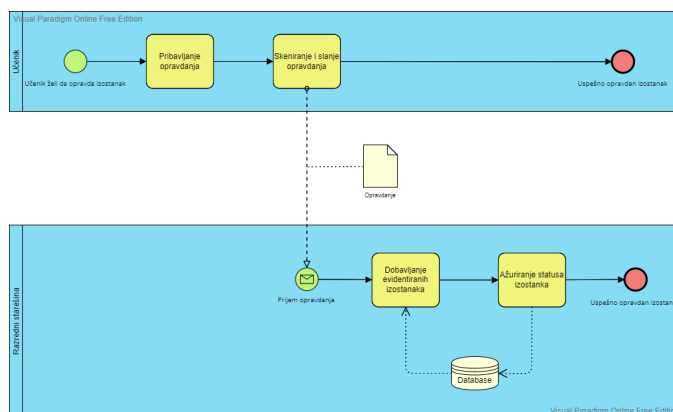 Visual Paradigm Online Free Edition
Učenik
Učenik želi da opravda izostanak
Pribavljanje
opravdanja
Skeniranje i slanje
opravdanja
Uspešno opravdan izostanak
Opravdanje
Razredni starešina
Prijem opravdanja
Dobavljanje
evidentiranih
izostanaka
Ažuriranje statusa
izostanka
Uspešno opravdan izostan
Database
Visual Paradigm Online Free Edition